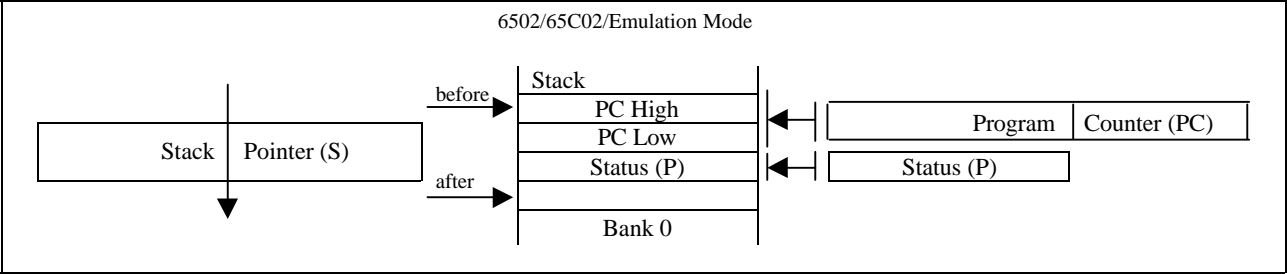 6502/65C02/Emulation Mode
Stack
before
PC High
Program Counter (PC)
PC Low
Stack Pointer (S)
Status (P)
Status (P)
after
Bank 0